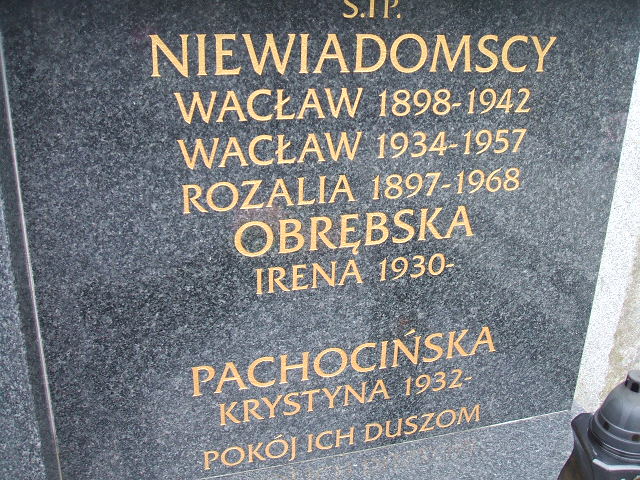 Ś.I P.
NIEWIADOMSCY
WACŁAW 1898-1942
WACŁAW 1934-1957
ROZALIA 1897-1968
OBRĘBSKA
IRENA 1930-
PACHOCIŃSKA
KRYSTYNA 1932-
POKÓJ ICH DUSZOM